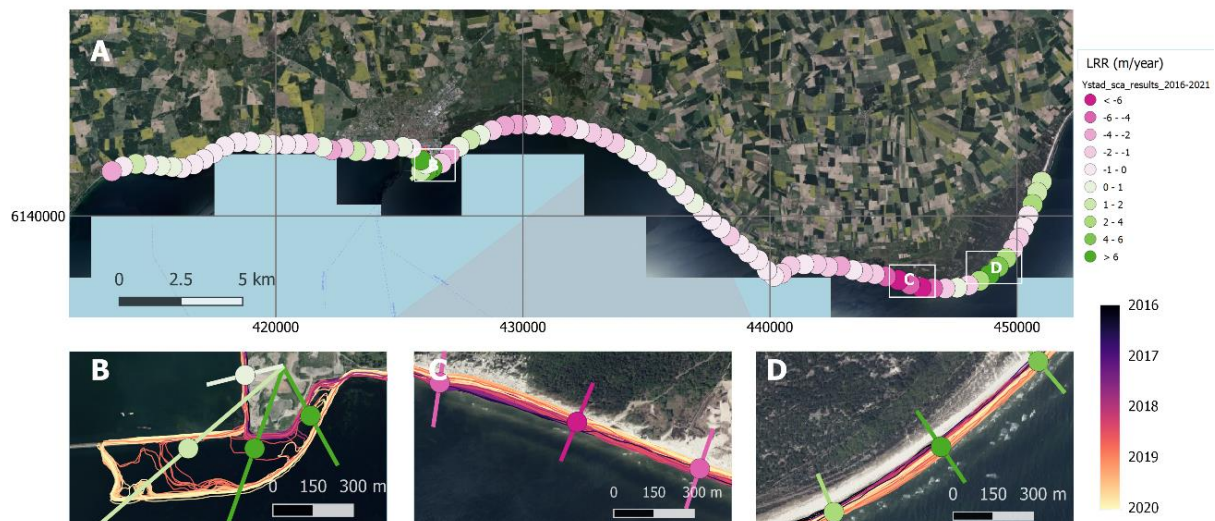 A
6140000
0 2.5 5 km
C
D
420000 430000 440000 450000
LRR (m/year)
Ystad_sca_results_2016-2021
< -6
-6 - -4
-4 - -2
-2 - -1
-1 - 0
0 - 1
1 - 2
2 - 4
4 - 6
> 6
B
0 150 300 m
C
0 150 300 m
D
0 150 300 m
2016
2017
2018
2019
2020